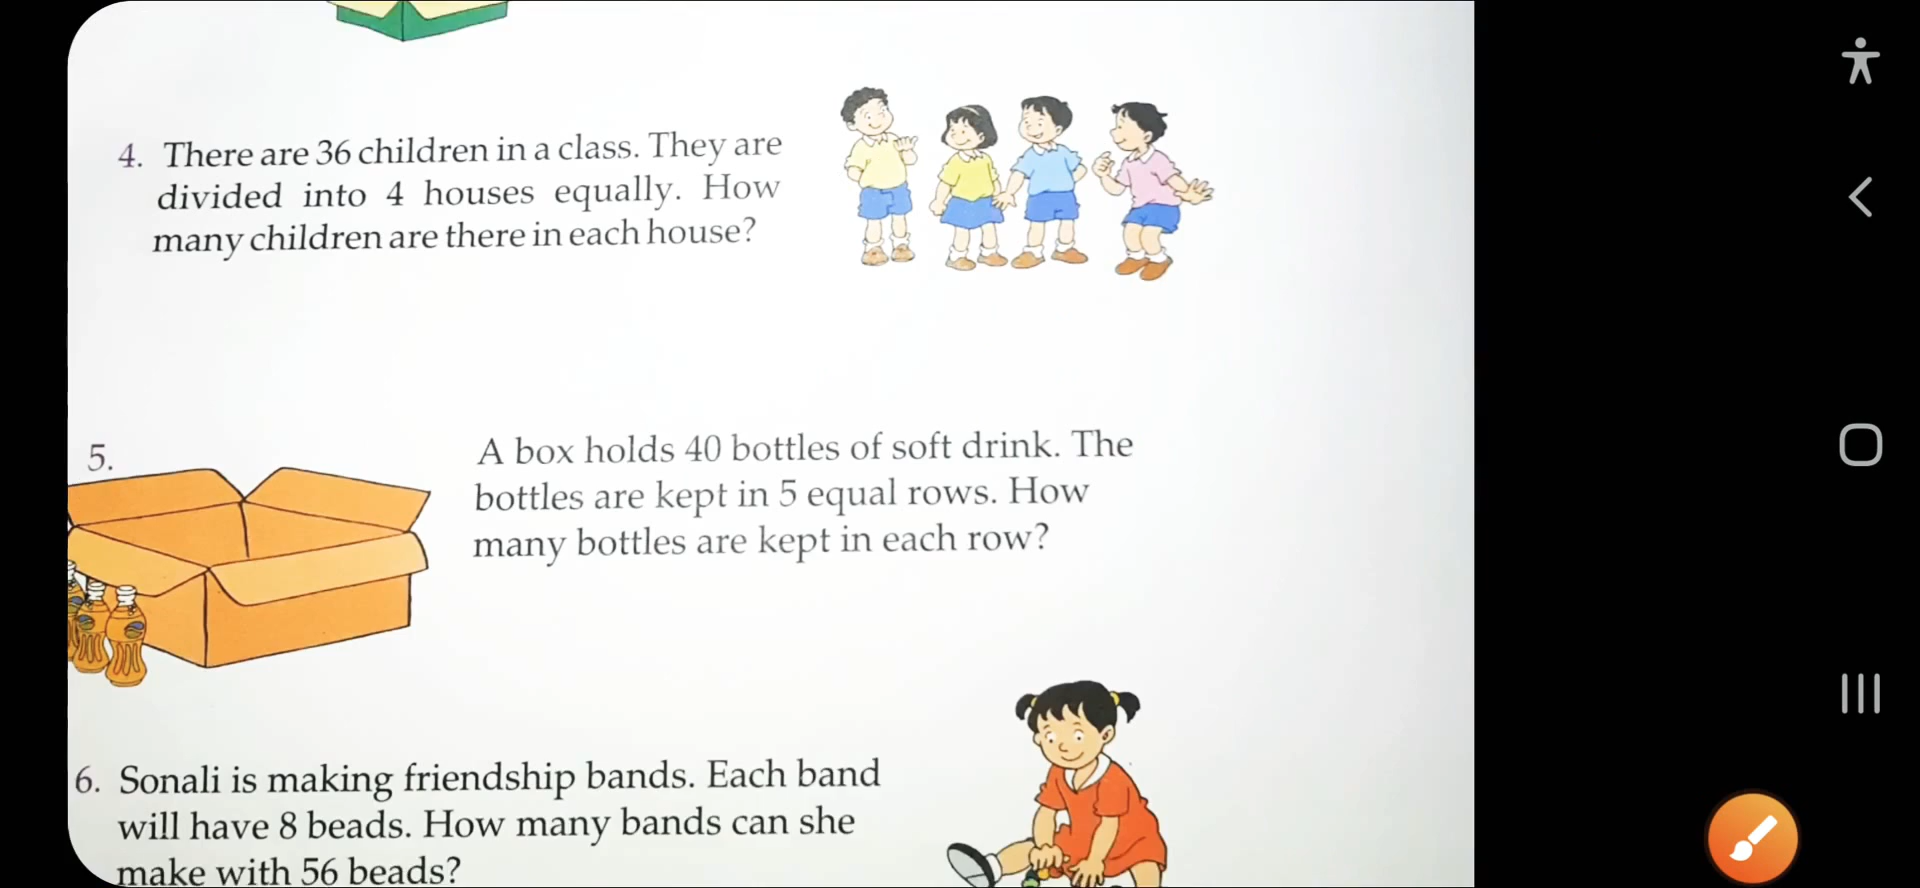 4. There are 36 children in a class. They are
divided into 4 houses equally. How
many children are there in each house?
5.
A box holds 40 bottles of soft drink. The
bottles are kept in 5 equal rows. How
many bottles are kept in each row?
6. Sonali is making friendship bands. Each band
will have 8 beads. How many bands can she
make with 56 beads?